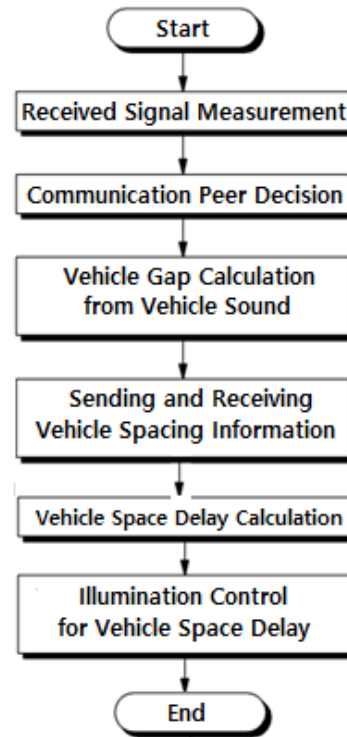 Start
Received Signal Measurement
Communication Peer Decision
Vehicle Gap Calculation
from Vehicle Sound
Sending and Receiving
Vehicle Spacing Information
Vehicle Space Delay Calculation
Illumination Control
for Vehicle Space Delay
End